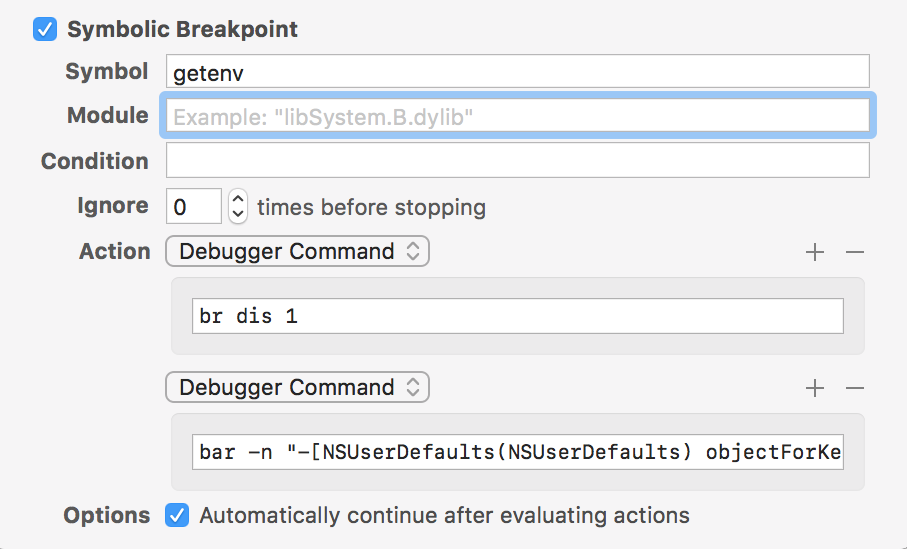 Symbolic Breakpoint
Symbol getenv
Module Example: "libSystem.B.dylib"
Condition
Ignore 0 times before stopping
Action Debugger Command
br dis 1
Debugger Command
bar -n "-[NSUserDefaults(NSUserDefaults) objectForKe
Options Automatically continue after evaluating actions